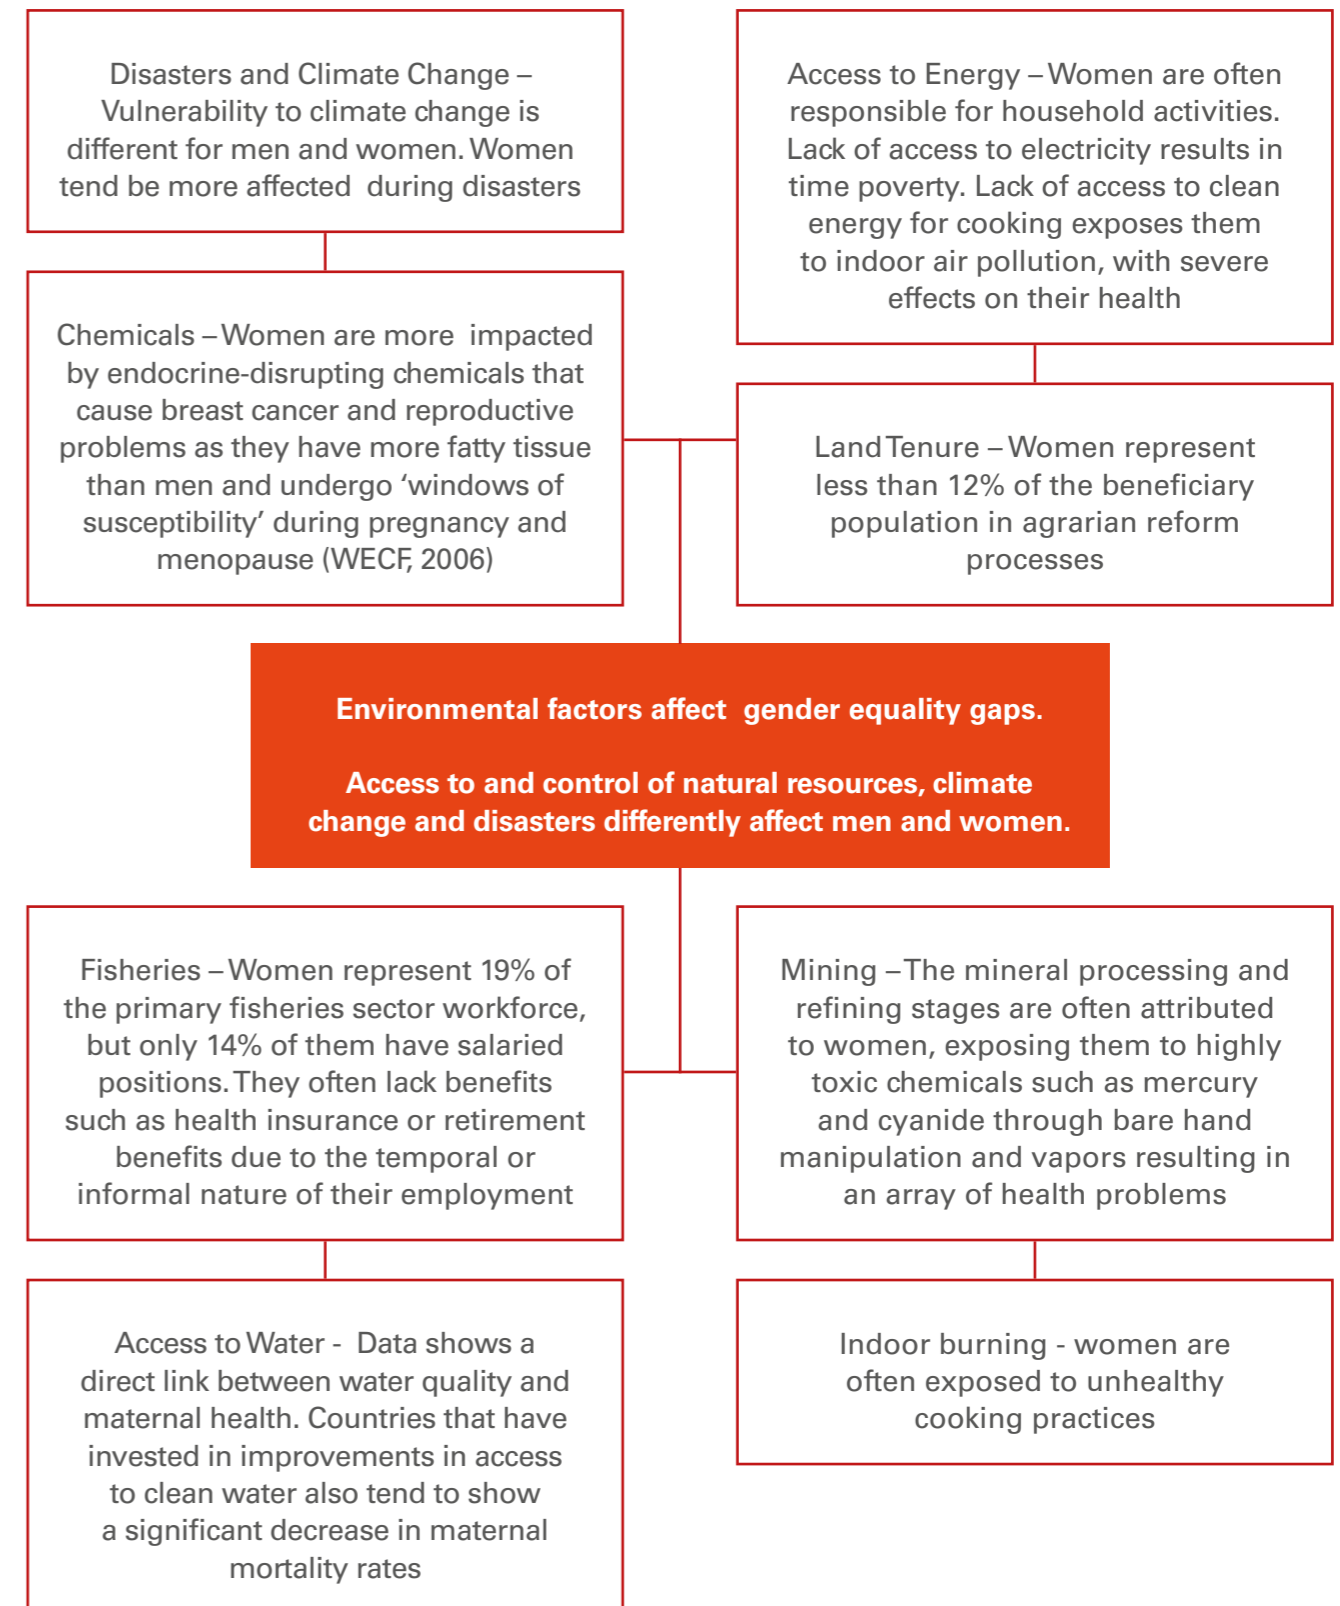 Disasters and Climate Change –
Vulnerability to climate change is
different for men and women. Women
tend be more affected  during disasters
Access to Energy – Women are often
responsible for household activities.
Lack of access to electricity results in
time poverty. Lack of access to clean
energy for cooking exposes them
to indoor air pollution, with severe
effects on their health
Chemicals – Women are more  impacted
by endocrine-disrupting chemicals that
cause breast cancer and reproductive
problems as they have more fatty tissue
than men and undergo ‘windows of
susceptibility’ during pregnancy and
menopause (WECF, 2006)
Land Tenure – Women represent
less than 12% of the beneficiary
population in agrarian reform
processes
Environmental factors affect  gender equality gaps.
Access to and control of natural resources, climate
change and disasters differently affect men and women.
Fisheries – Women represent 19% of
the primary fisheries sector workforce,
but only 14% of them have salaried
positions. They often lack benefits
such as health insurance or retirement
benefits due to the temporal or
informal nature of their employment
Mining – The mineral processing and
refining stages are often attributed
to women, exposing them to highly
toxic chemicals such as mercury
and cyanide through bare hand
manipulation and vapors resulting in
an array of health problems
Access to Water -  Data shows a
direct link between water quality and
maternal health. Countries that have
invested in improvements in access
to clean water also tend to show
a significant decrease in maternal
mortality rates
Indoor burning - women are
often exposed to unhealthy
cooking practices